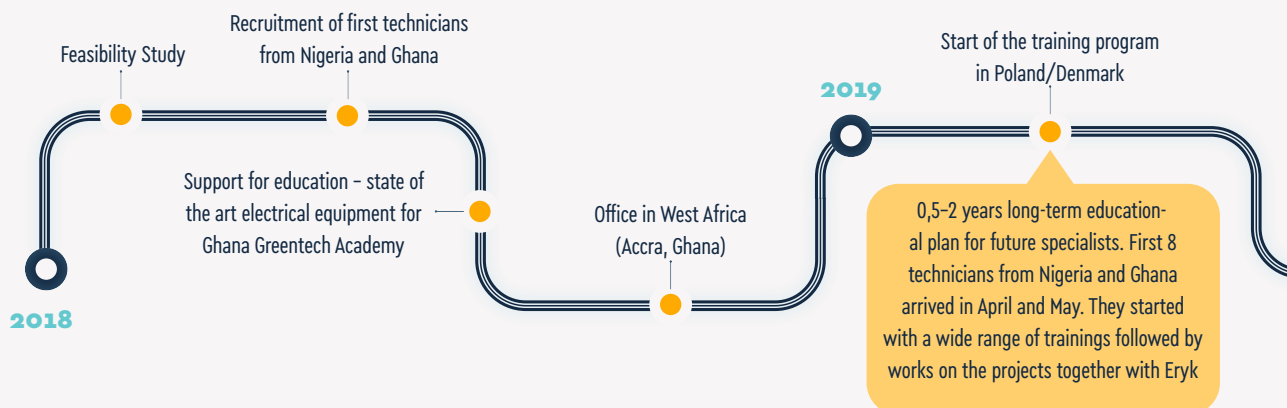 2018
Feasibility Study
Recruitment of first technicians
from Nigeria and Ghana
Support for education – state of
the art electrical equipment for
Ghana Greentech Academy
Office in West Africa
(Accra, Ghana)
2019
Start of the training program
in Poland/Denmark
0,5–2 years long-term education-
al plan for future specialists. First 8
technicians from Nigeria and Ghana
arrived in April and May. They started
with a wide range of trainings followed by
works on the projects together with Eryk